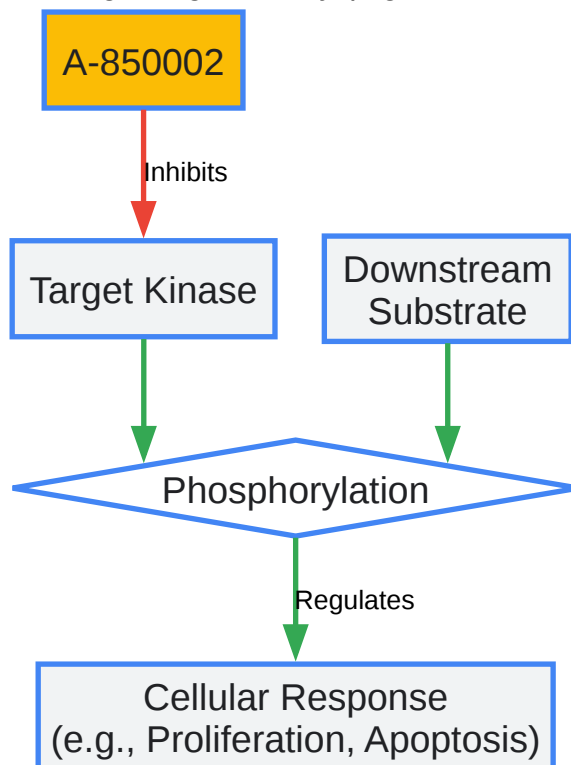 A-850002
Inhibits
Target Kinase
Downstream
Substrate
Phosphorylation
Regulates
Cellular Response
(e.g., Proliferation, Apoptosis)